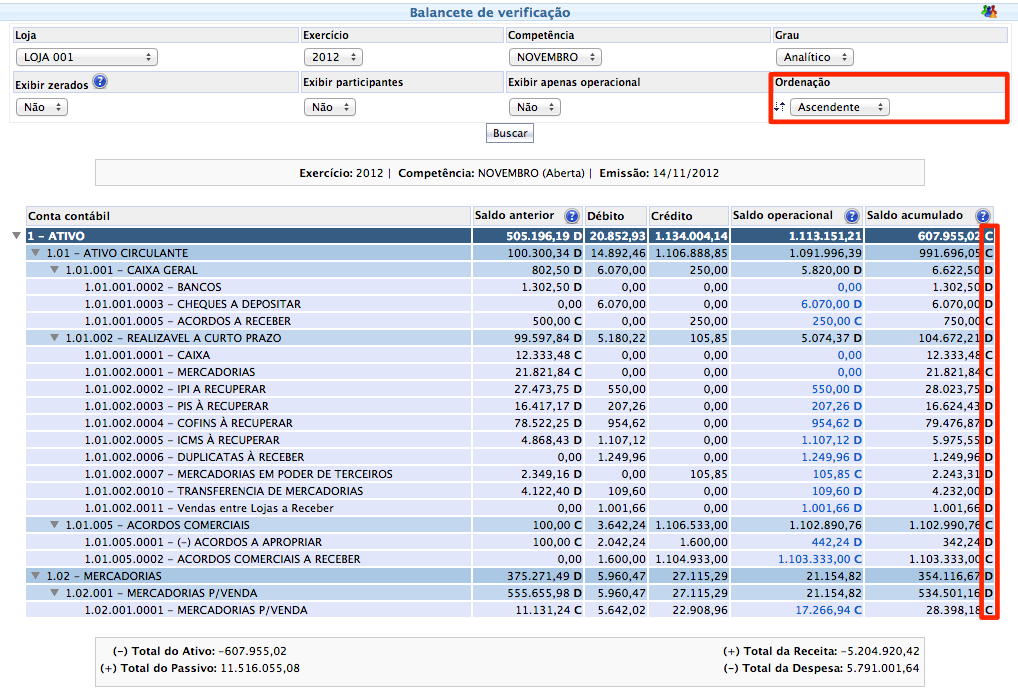 Balancete de verificação
Loja Exercício Competência Grau
LOJA 001 2012 NOVEMBRO Analítico
Exibir zerados ? Exibir participantes Exibir apenas operacional Ordenação
Não Não Não Ascendente
Buscar
Exercício: 2012 | Competência: NOVEMBRO (Aberta) | Emissão: 14/11/2012
Conta contábil Saldo anterior ? Débito Crédito Saldo operacional ? Saldo acumulado ?
1 - ATIVO 505.196,19 D 20.852,93 1.134.004,14 1.113.151,21 607.955,02 C
1.01 - ATIVO CIRCULANTE 100.300,34 D 14.892,46 1.106.888,85 1.091.996,39 991.696,05 C
1.01.001 - CAIXA GERAL 802,50 D 6.070,00 250,00 5.820,00 D 6.622,50 D
1.01.001.0002 - BANCOS 1.302,50 D 0,00 0,00 0,00 1.302,50 D
1.01.001.0003 - CHEQUES A DEPOSITAR 0,00 6.070,00 0,00 6.070,00 D 6.070,00 D
1.01.001.0005 - ACORDOS A RECEBER 500,00 C 0,00 250,00 250,00 C 750,00 C
1.01.002 - REALIZAVEL A CURTO PRAZO 99.597,84 D 5.180,22 105,85 5.074,37 D 104.672,21 D
1.01.002.0001 - CAIXA 12.333,48 C 0,00 0,00 0,00 12.333,48 C
1.01.002.0001 - MERCADORIAS 21.821,84 C 0,00 0,00 0,00 21.821,84 C
1.01.002.0002 - IPI A RECUPERAR 27.473,75 D 550,00 0,00 550,00 D 28.023,75 D
1.01.002.0003 - PIS À RECUPERAR 16.417,17 D 207,26 0,00 207,26 D 16.624,43 D
1.01.002.0004 - COFINS À RECUPERAR 78.522,25 D 954,62 0,00 954,62 D 79.476,87 D
1.01.002.0005 - ICMS À RECUPERAR 4.868,43 D 1.107,12 0,00 1.107,12 D 5.975,55 D
1.01.002.0006 - DUPLICATAS À RECEBER 0,00 1.249,96 0,00 1.249,96 D 1.249,96 D
1.01.002.0007 - MERCADORIAS EM PODER DE TERCEIROS 2.349,16 D 0,00 105,85 105,85 C 2.243,31 D
1.01.002.0010 - TRANSFERENCIA DE MERCADORIAS 4.122,40 D 109,60 0,00 109,60 D 4.232,00 D
1.01.002.0011 - Vendas entre Lojas a Receber 0,00 1.001,66 0,00 1.001,66 D 1.001,66 D
1.01.005 - ACORDOS COMERCIAIS 100,00 C 3.642,24 1.106.533,00 1.102.890,76 1.102.990,76 C
1.01.005.0001 - (-) ACORDOS A APROPRIAR 100,00 C 2.042,24 1.600,00 442,24 D 342,24 D
1.01.005.0002 - ACORDOS COMERCIAIS A RECEBER 0,00 1.600,00 1.104.933,00 1.103.333,00 C 1.103.333,00 C
1.02 - MERCADORIAS 375.271,49 D 5.960,47 27.115,29 21.154,82 354.116,67 D
1.02.001 - MERCADORIAS P/VENDA 555.655,98 D 5.960,47 27.115,29 21.154,82 534.501,16 D
1.02.001.0001 - MERCADORIAS P/VENDA 11.131,24 C 5.642,02 22.908,96 17.266,94 C 28.398,18 C
(-) Total do Ativo: -607.955,02 (+) Total da Receita: -5.204.920,42
(+) Total do Passivo: 11.516.055,08 (-) Total da Despesa: 5.791.001,64